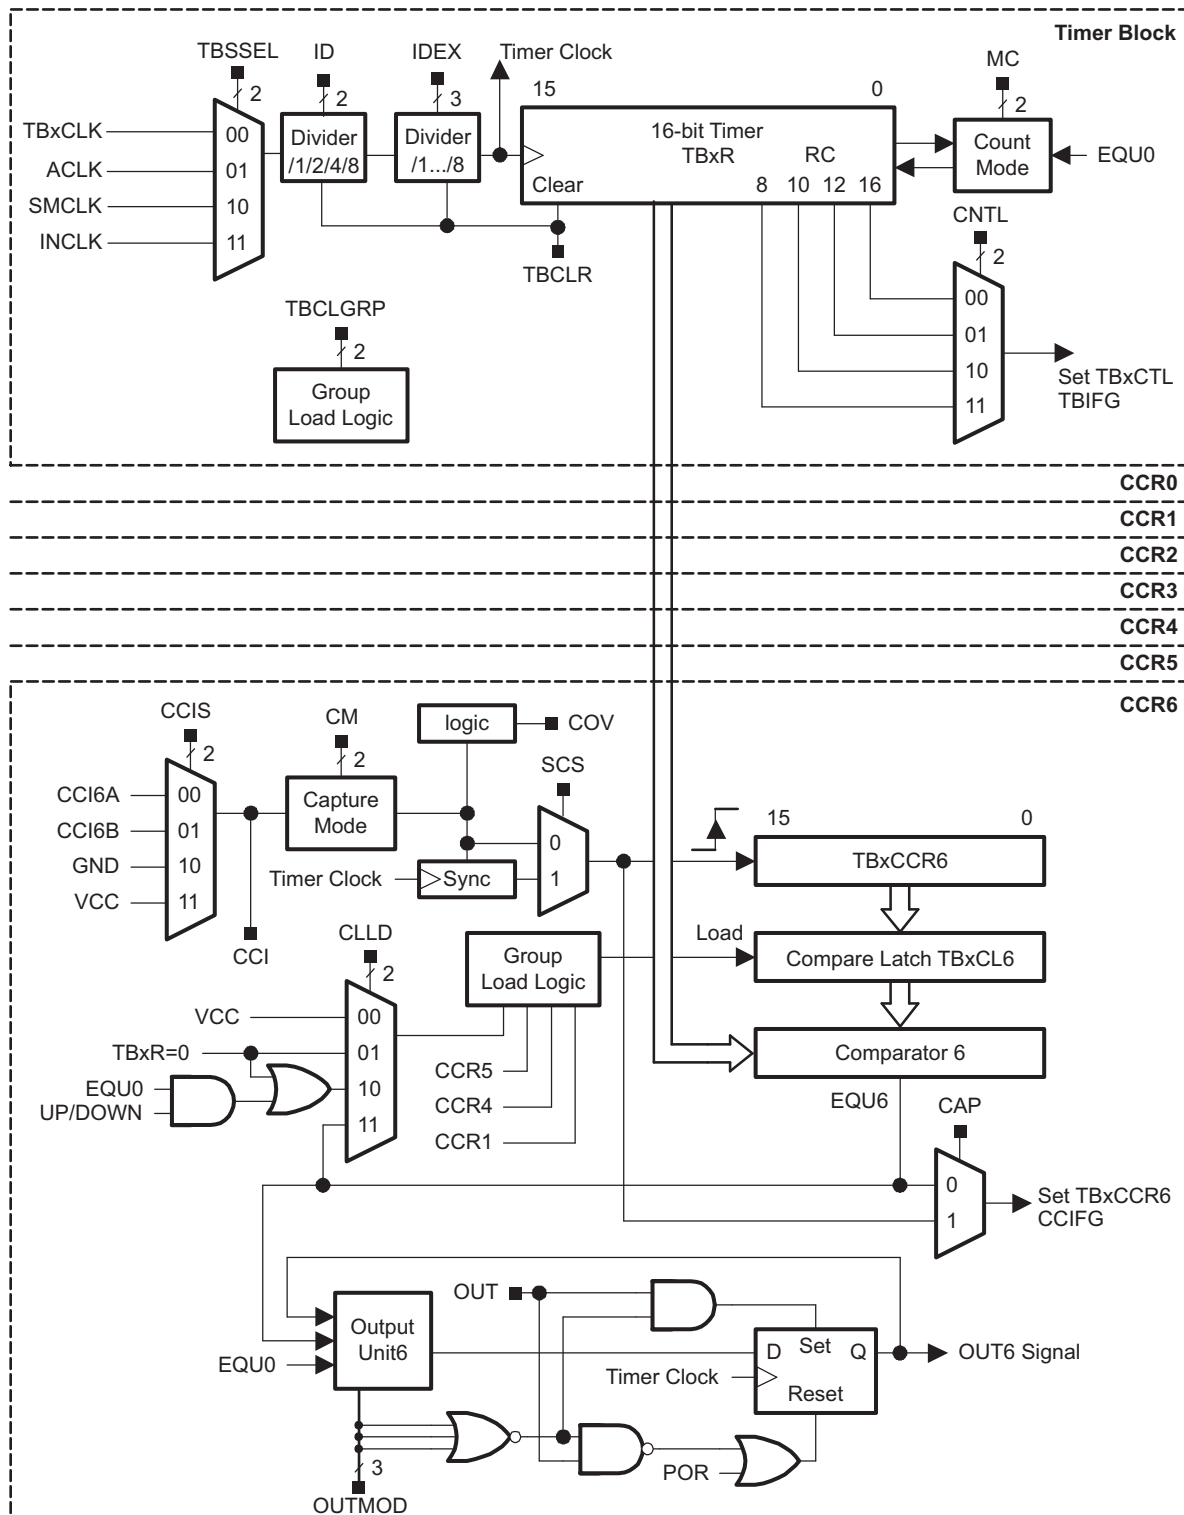 Timer Block
TBSSEL
ID
IDEX
Timer Clock
MC
2
2
3
15
0
2
TBxCLK
ACLK
SMCLK
INCLK
00
01
10
11
Divider
/1/2/4/8
Divider
/1.../8
16-bit Timer
TBxR
RC
Clear
8
10
12
16
Count
Mode
EQU0
TBCLR
CNTL
2
00
01
10
11
Set TBxCTL
TBIFG
TBCLGRP
2
Group
Load Logic
CCR0
CCR1
CCR2
CCR3
CCR4
CCR5
CCR6
CCIS
2
CM
2
logic
COV
SCS
CCI6A
CCI6B
GND
VCC
00
01
10
11
Capture
Mode
0
1
Timer Clock
Sync
CCI
15
0
TBxCCR6
Load
Compare Latch TBxCL6
Comparator 6
EQU6
CLLD
2
Group
Load Logic
VCC
TBxR=0
EQU0
UP/DOWN
00
01
10
11
CCR5
CCR4
CCR1
CAP
0
1
Set TBxCCR6
CCIFG
OUT
Output
Unit6
EQU0
D
Set
Q
Reset
Timer Clock
OUT6 Signal
3
OUTMOD
POR